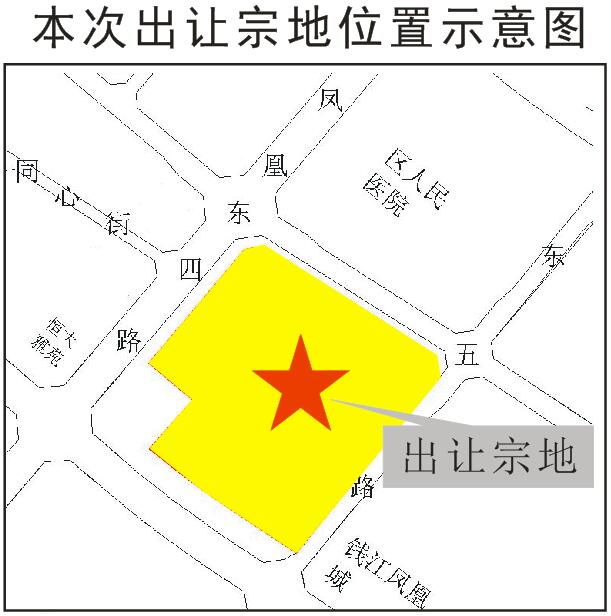 本次出让宗地位置示意图
凤凰东四路
区人民
医院
同心街
东五路
恒大
雅苑
出让宗地
钱江凤凰
城